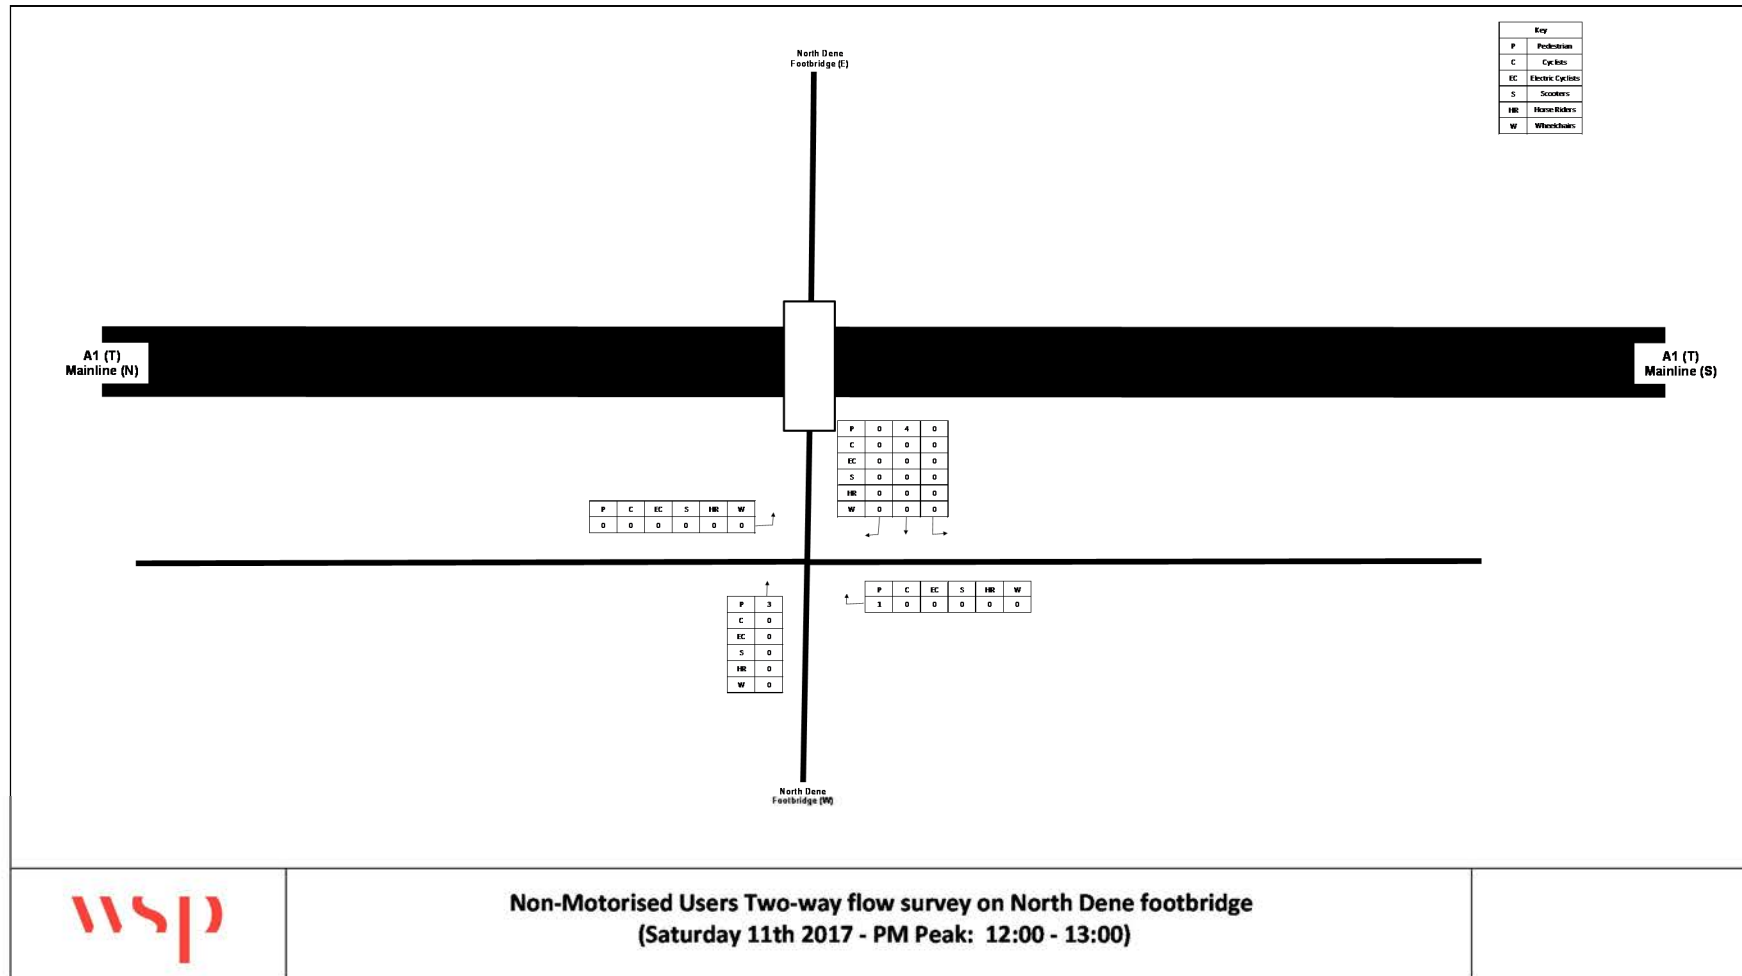 North Dene
Footbridge (E)
Key
P Pedestrian
C Cyclists
EC Electric Cyclists
S Scooters
HR Horse Riders
W Wheelchairs
A1 (T)
Mainline (N)
A1 (T)
Mainline (S)
P 0 4 0
C 0 0 0
EC 0 0 0
S 0 0 0
HR 0 0 0
W 0 0 0
P C EC S HR W
0 0 0 0 0 0
P C EC S HR W
1 0 0 0 0 0
P 3
C 0
EC 0
S 0
HR 0
W 0
North Dene
Footbridge (W)
wsp
Non-Motorised Users Two-way flow survey on North Dene footbridge
(Saturday 11th 2017 - PM Peak: 12:00 - 13:00)